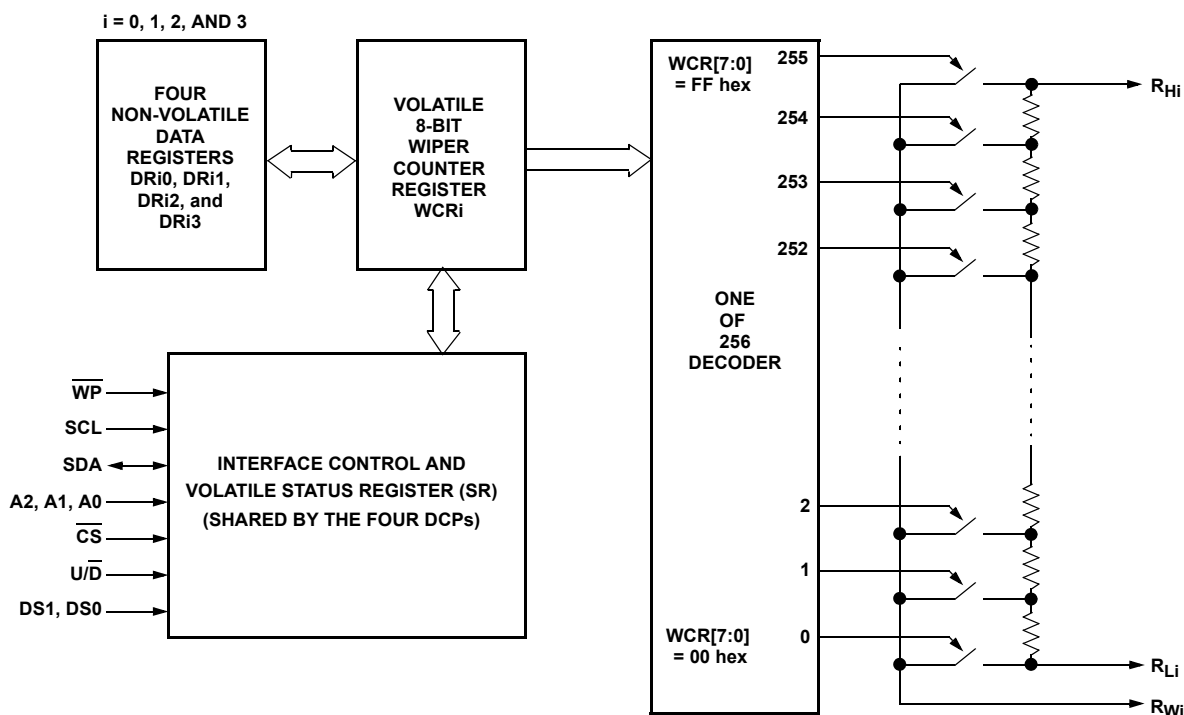 i = 0, 1, 2, AND 3
FOUR
NON-VOLATILE
DATA
REGISTERS
DRi0, DRi1,
DRi2, and
DRi3
VOLATILE
8-BIT
WIPER
COUNTER
REGISTER
WCRi
INTERFACE CONTROL AND
VOLATILE STATUS REGISTER (SR)
(SHARED BY THE FOUR DCPs)
WP
SCL
SDA
A2, A1, A0
CS
U/D
DS1, DS0
WCR[7:0]
= FF hex
255
254
253
252
ONE
OF
256
DECODER
2
1
WCR[7:0]
= 00 hex
0
RHi
RLi
RWi